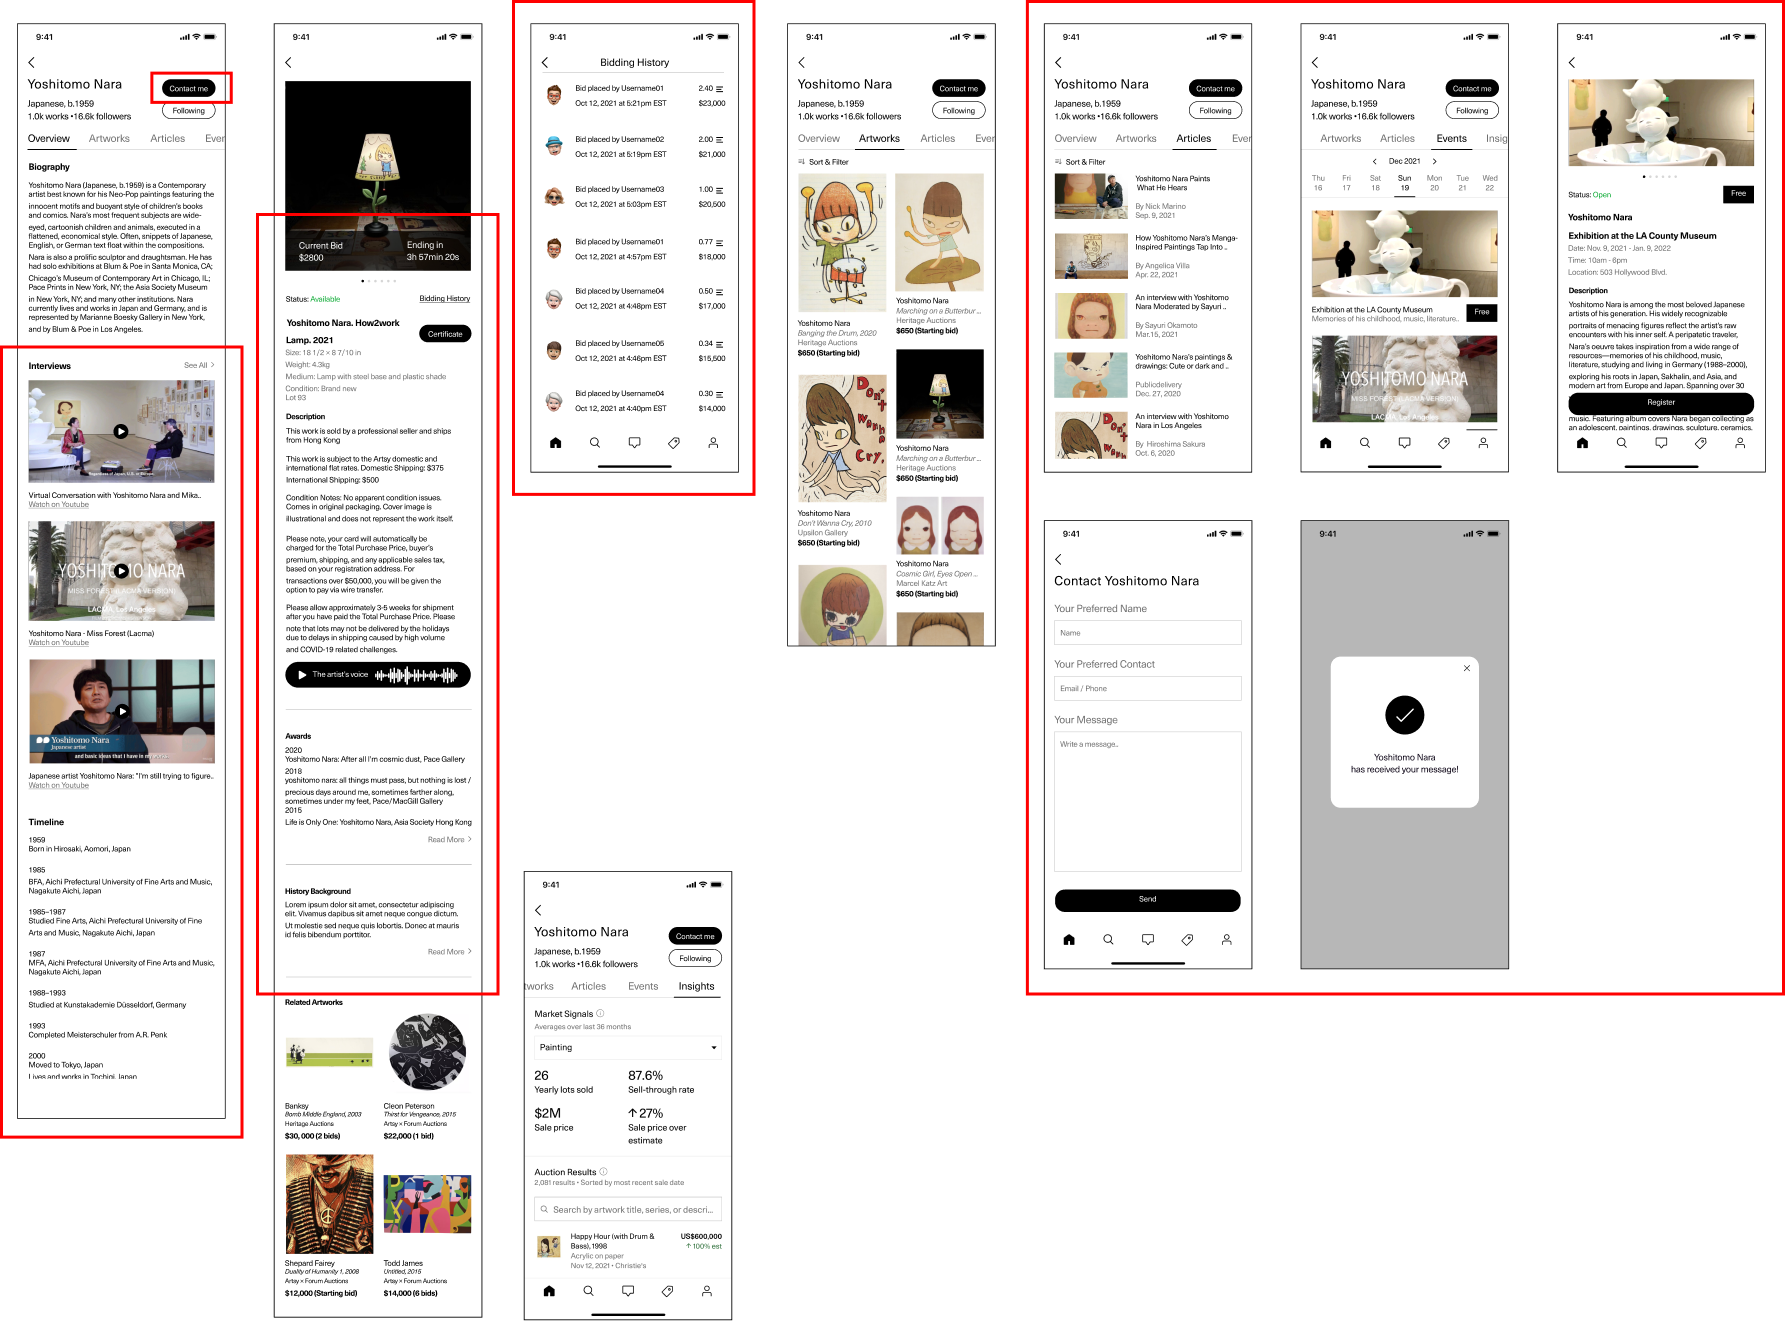 9:41
Yoshitomo Nara
Contact me
Japanese, b.1959
1.0k works •16.6k followers
Following
Overview
Artworks
Articles
Even
Biography
Yoshitomo Nara (Japanese, b.1959) is a Contemporary
artist best known for his Neo-Pop paintings featuring the
innocent motifs and buoyant style of children's books
and comics. Nara's most frequent subjects are wide-
eyed, cartoonish children and animals, executed in a
flattened, economical style. Often, snippets of Japanese,
English, or German text float within the compositions.
Nara is also a prolific sculptor and draughtsman. He has
had solo exhibitions at Blum & Poe in Santa Monica, CA;
Chicago's Museum of Contemporary Art in Chicago, IL;
Pace Prints in New York, NY; the Asia Society Museum
in New York, NY; and many other institutions. Nara
currently lives and works in Japan and Germany, and is
represented by Marianne Boesky Gallery in New York,
and by Blum & Poe in Los Angeles.
Interviews
See All
Virtual Conversation with Yoshitomo Nara and Mika..
Watch on Youtube
YOSHITOMO NARA
MISS FOREST (LACMA VERSION)
LACMA, Los Angeles
Yoshitomo Nara - Miss Forest (Lacma)
Watch on Youtube
Yoshitomo Nara
Japanese artist
and basic ideas that I have in my
Japanese artist Yoshitomo Nara: "I'm still trying to figure..
Watch on Youtube
Timeline
1959
Born in Hirosaki, Aomori, Japan
1985
BFA, Aichi Prefectural University of Fine Arts and Music,
Nagakute Aichi, Japan
1985–1987
Studied Fine Arts, Aichi Prefectural University of Fine
Arts and Music, Nagakute Aichi, Japan
1987
MFA, Aichi Prefectural University of Fine Arts and Music,
Nagakute Aichi, Japan
1988–1993
Studied at Kunstakademie Düsseldorf, Germany
1993
Completed Meisterschuler from A.R. Penk
2000
Moved to Tokyo, Japan
Lives and works in Tochigi, Japan
9:41
Current Bid
$2800
Ending in
3h 57min 20s
Status: Available
Bidding History
Yoshitomo Nara. How2work
Lamp. 2021
Certificate
Size: 18 1/2 × 8 7/10 in
Weight: 4.3kg
Medium: Lamp with steel base and plastic shade
Condition: Brand new
Lot 93
Description
This work is sold by a professional seller and ships
from Hong Kong
This work is subject to the Artsy domestic and
international flat rates. Domestic Shipping: $375
International Shipping: $500
Condition Notes: No apparent condition issues.
Comes in original packaging. Cover image is
illustrational and does not represent the work itself.
Please note, your card will automatically be
charged for the Total Purchase Price, buyer's
premium, shipping, and any applicable sales tax,
based on your registration address. For
transactions over $50,000, you will be given the
option to pay via wire transfer.
Please allow approximately 3-5 weeks for shipment
after you have paid the Total Purchase Price. Please
note that lots may not be delivered by the holidays
due to delays in shipping caused by high volume
and COVID-19 related challenges.
The artist's voice
Awards
2020
Yoshitomo Nara: After all I'm cosmic dust, Pace Gallery
2018
yoshitomo nara: all things must pass, but nothing is lost /
precious days around me, sometimes farther along,
sometimes under my feet, Pace/MacGill Gallery
2015
Life is Only One: Yoshitomo Nara, Asia Society Hong Kong
Read More
History Background
Lorem ipsum dolor sit amet, consectetur adipiscing
elit. Vivamus dapibus sit amet neque congue dictum.
Ut molestie sed neque quis lobortis. Donec at mauris
id felis bibendum porttitor.
Read More
Related Artworks
Banksy
Bomb Middle England, 2003
Heritage Auctions
$30, 000 (2 bids)
Cleon Peterson
Thirst for Vengeance, 2015
Artsy × Forum Auctions
$22,000 (1 bid)
Shepard Fairey
Duality of Humanity 1, 2008
Artsy × Forum Auctions
$12,000 (Starting bid)
Todd James
Untitled, 2015
Artsy × Forum Auctions
$14,000 (6 bids)
9:41
Bidding History
Bid placed by Username01
2.40
Oct 12, 2021 at 5:21pm EST
$23,000
Bid placed by Username02
2.00
Oct 12, 2021 at 5:19pm EST
$21,000
Bid placed by Username03
1.00
Oct 12, 2021 at 5:03pm EST
$20,500
Bid placed by Username01
0.77
Oct 12, 2021 at 4:57pm EST
$18,000
Bid placed by Username04
0.50
Oct 12, 2021 at 4:48pm EST
$17,000
Bid placed by Username05
0.34
Oct 12, 2021 at 4:46pm EST
$15,500
Bid placed by Username04
0.30
Oct 12, 2021 at 4:40pm EST
$14,000
9:41
Yoshitomo Nara
Contact me
Japanese, b.1959
1.0k works •16.6k followers
Following
tworks
Articles
Events
Insights
Market Signals
Averages over last 36 months
Painting
26
Yearly lots sold
87.6%
Sell-through rate
$2M
Sale price
27%
Sale price over
estimate
Auction Results
2,081 results • Sorted by most recent sale date
Search by artwork title, series, or descri...
Happy Hour (with Drum &
Bass), 1998
Acrylic on paper
Nov 12, 2021 • Christie's
US$600,000
↑ 100% est
9:41
Yoshitomo Nara
Contact me
Japanese, b.1959
1.0k works •16.6k followers
Following
Overview
Artworks
Articles
Even
Sort & Filter
Yoshitomo Nara
Banging the Drum, 2020
Heritage Auctions
$650 (Starting bid)
Yoshitomo Nara
Marching on a Butterbur ...
Heritage Auctions
$650 (Starting bid)
Don't
Wanna
Cry.
Yoshitomo Nara
Don't Wanna Cry, 2010
Upsilon Gallery
$650 (Starting bid)
Yoshitomo Nara
Marching on a Butterbur ...
Heritage Auctions
$650 (Starting bid)
Yoshitomo Nara
Cosmic Girl, Eyes Open ...
Marcel Katz Art
$650 (Starting bid)
9:41
Yoshitomo Nara
Contact me
Japanese, b.1959
1.0k works •16.6k followers
Following
Overview
Artworks
Articles
Even
Sort & Filter
Yoshitomo Nara Paints
What He Hears
By Nick Marino
Sep. 9, 2021
How Yoshitomo Nara's Manga-
Inspired Paintings Tap Into ..
By Angelica Villa
Apr. 22, 2021
An interview with Yoshitomo
Nara Moderated by Sayuri ..
By Sayuri Okamoto
Mar.15, 2021
Yoshitomo Nara's paintings &
drawings: Cute or dark and ..
Publicdelivery
Dec. 27, 2020
Don't
Wanna
An interview with Yoshitomo
Nara in Los Angeles
By Hiroshima Sakura
Oct. 6, 2020
9:41
Yoshitomo Nara
Contact me
Japanese, b.1959
1.0k works •16.6k followers
Following
Artworks
Articles
Events
Insig
Dec 2021
Thu Fri Sat Sun Mon Tue Wed
16 17 18 19 20 21 22
Exhibition at the LA County Museum
Memories of his childhood, music, literature..
Free
YOSHITOMO NARA
MISS FOREST (LACMA VERSION)
LACMA, Los Angeles
9:41
Status: Open
Free
Yoshitomo Nara
Exhibition at the LA County Museum
Date: Nov. 9, 2021 - Jan. 9, 2022
Time: 10am - 6pm
Location: 503 Hollywood Blvd.
Description
Yoshitomo Nara is among the most beloved Japanese
artists of his generation. His widely recognizable
portraits of menacing figures reflect the artist's raw
encounters with his inner self. A peripatetic traveler,
Nara's oeuvre takes inspiration from a wide range of
resources—memories of his childhood, music,
literature, studying and living in Germany (1988–2000),
exploring his roots in Japan, Sakhalin, and Asia, and
modern art from Europe and Japan. Spanning over 30
Register
music. Featuring album covers Nara began collecting as
an adolescent, paintings, drawings, sculpture, ceramics,
9:41
Contact Yoshitomo Nara
Your Preferred Name
Name
Your Preferred Contact
Email / Phone
Your Message
Write a message..
Send
9:41
Yoshitomo Nara
has received your message!